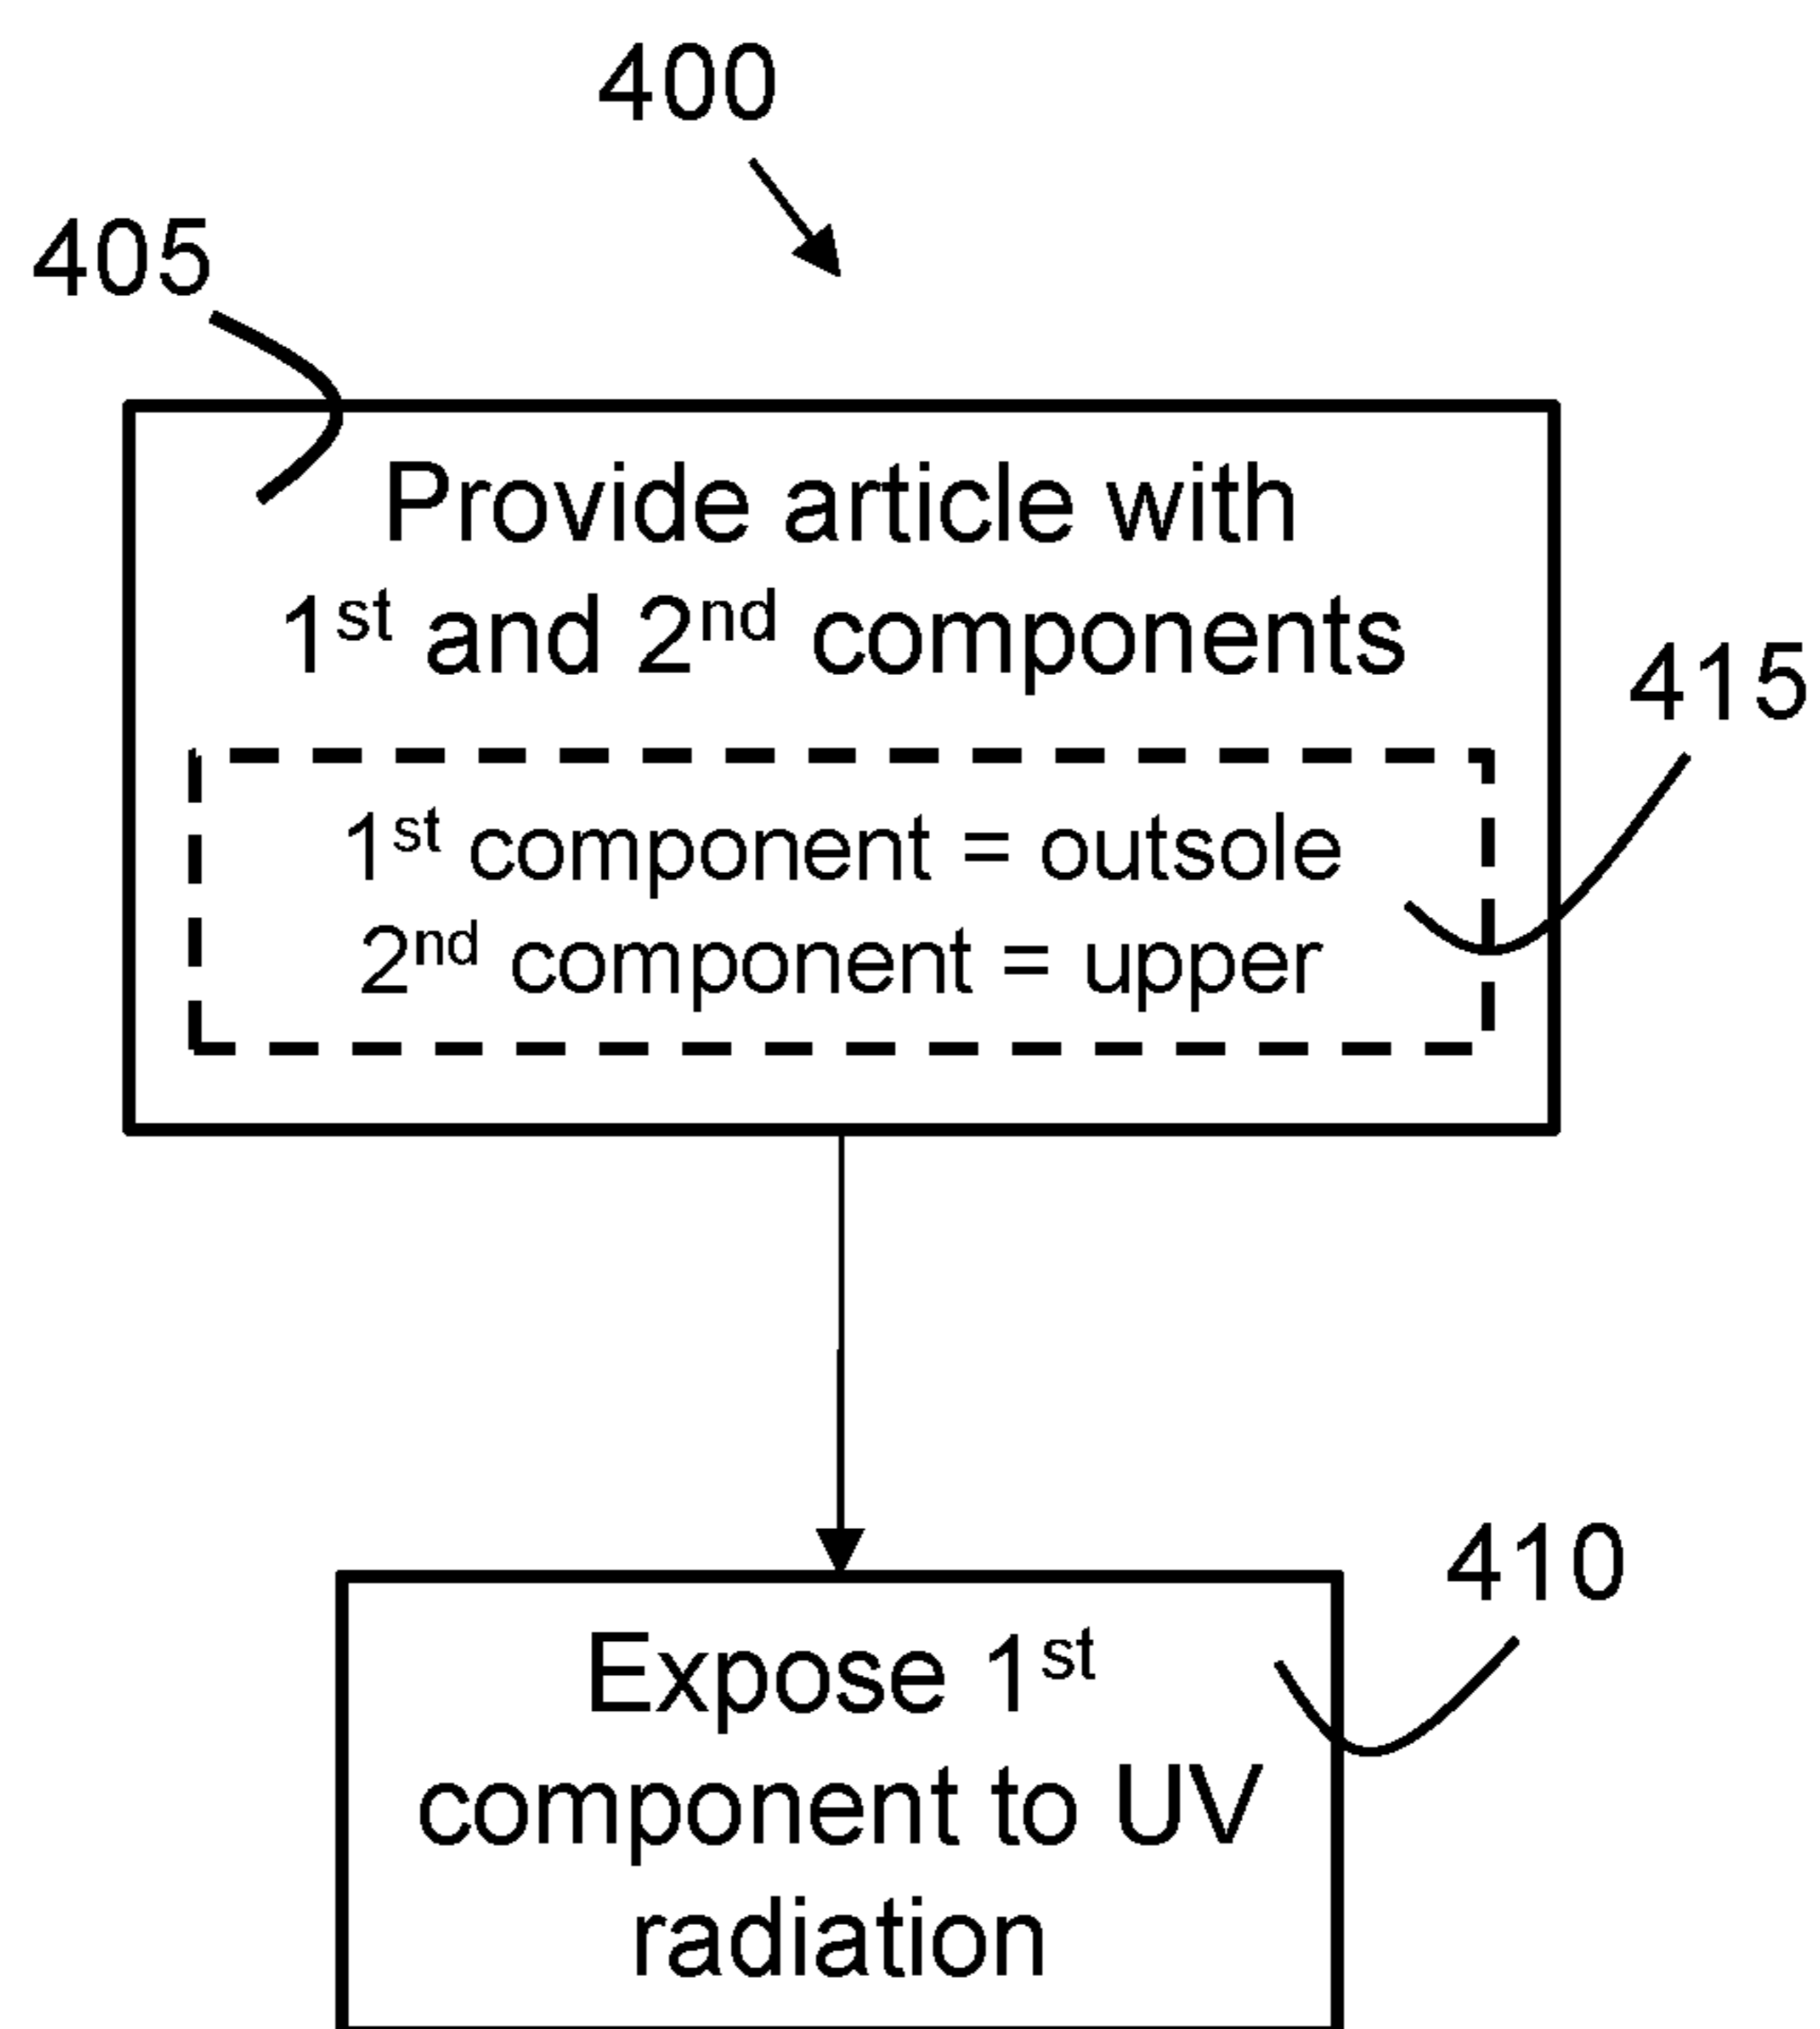 400
405
Provide article with
1st and 2nd components
415
1st component = outsole
2nd component = upper
410
Expose 1st
component to UV
radiation